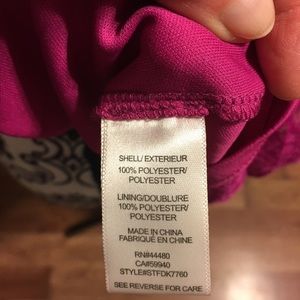 SHELL/ EXTERIEUR
100% POLYESTER/
POLYESTER
LINING/DOUBLURE
100% POLYESTER/
POLYESTER
MADE IN CHINA
FABRIQUÉ EN CHINE
RN#44480
CA#59940
STYLE#STFDK7760
SEE REVERSE FOR CARE